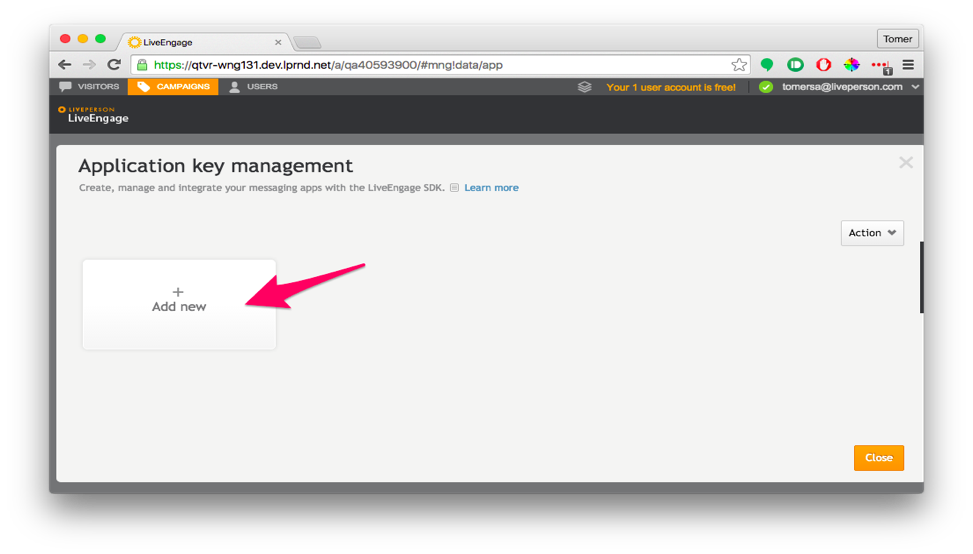 LiveEngage
Tomer
https://qtvr-wng131.dev.lprnd.net/a/qa40593900/#mng!data/app
1
VISITORS
CAMPAIGNS
USERS
Your 1 user account is free!
tomersa@liveperson.com
LIVEPERSON
LiveEngage
Application key management
Create, manage and integrate your messaging apps with the LiveEngage SDK. Learn more
Action
+
Add new
Close